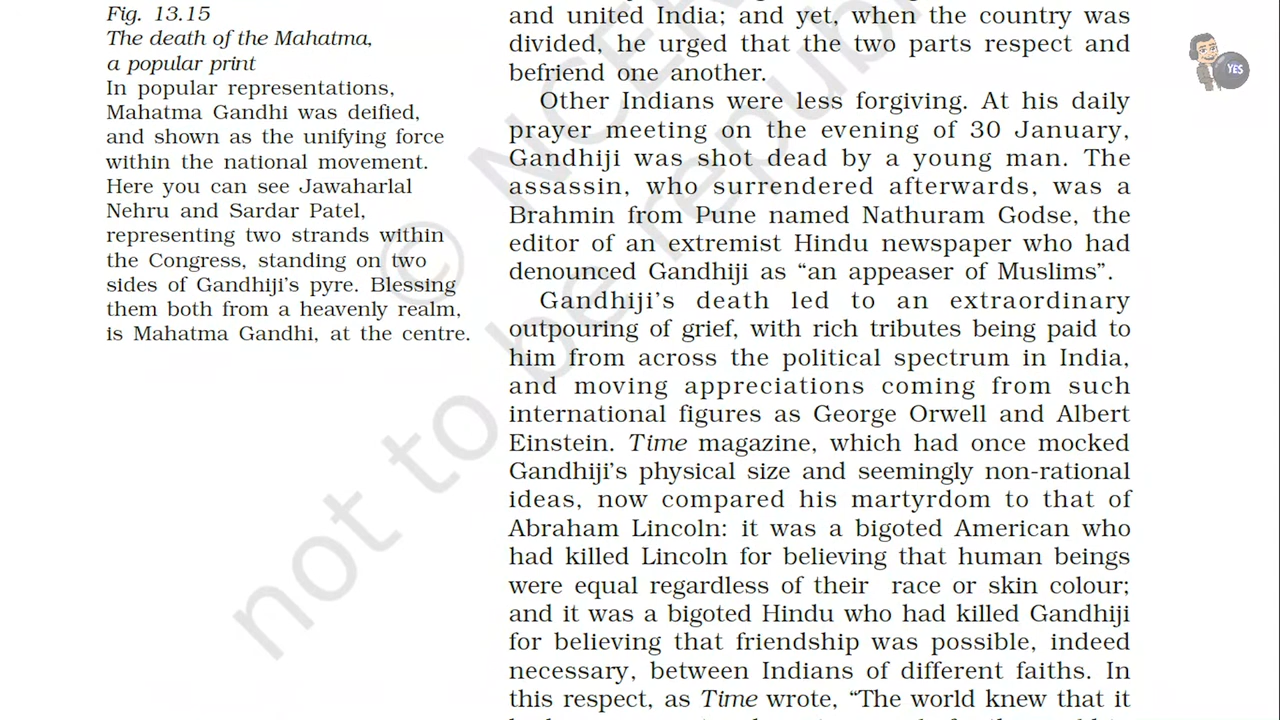 Fig. 13.15
The death of the Mahatma,
a popular print
In popular representations,
Mahatma Gandhi was deified,
and shown as the unifying force
within the national movement.
Here you can see Jawaharlal
Nehru and Sardar Patel,
representing two strands within
the Congress, standing on two
sides of Gandhiji's pyre. Blessing
them both from a heavenly realm,
is Mahatma Gandhi, at the centre.
and united India; and yet, when the country was
divided, he urged that the two parts respect and
befriend one another.
Other Indians were less forgiving. At his daily
prayer meeting on the evening of 30 January,
Gandhiji was shot dead by a young man. The
assassin, who surrendered afterwards, was a
Brahmin from Pune named Nathuram Godse, the
editor of an extremist Hindu newspaper who had
denounced Gandhiji as “an appeaser of Muslims”.
Gandhiji's death led to an extraordinary
outpouring of grief, with rich tributes being paid to
him from across the political spectrum in India,
and moving appreciations coming from such
international figures as George Orwell and Albert
Einstein. Time magazine, which had once mocked
Gandhiji's physical size and seemingly non-rational
ideas, now compared his martyrdom to that of
Abraham Lincoln: it was a bigoted American who
had killed Lincoln for believing that human beings
were equal regardless of their race or skin colour;
and it was a bigoted Hindu who had killed Gandhiji
for believing that friendship was possible, indeed
necessary, between Indians of different faiths. In
this respect, as Time wrote, “The world knew that it
YES
© NCER
not to be republi